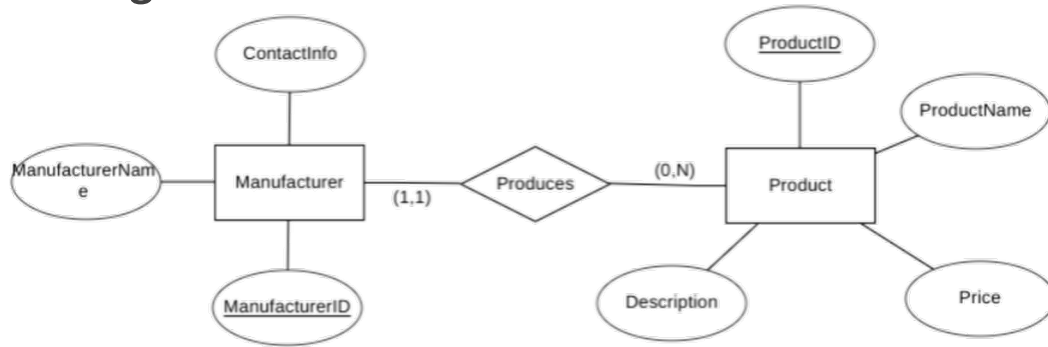 ContactInfo
ProductID
ProductName
ManufacturerNam
e
Manufacturer
(1,1)
Produces
(0,N)
Product
ManufacturerID
Description
Price